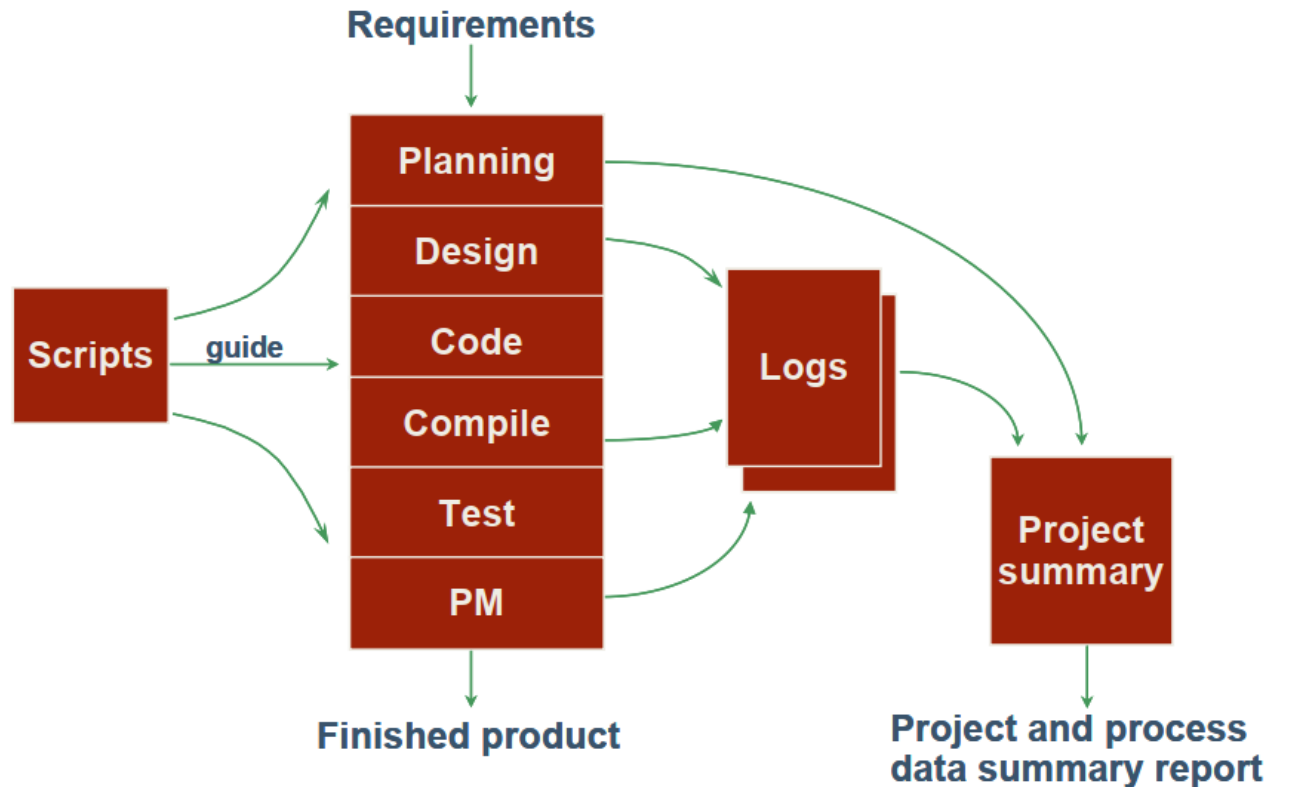 Requirements
Planning
Design
Code
Compile
Test
PM
Scripts
guide
Logs
Project
summary
Finished product
Project and process
data summary report